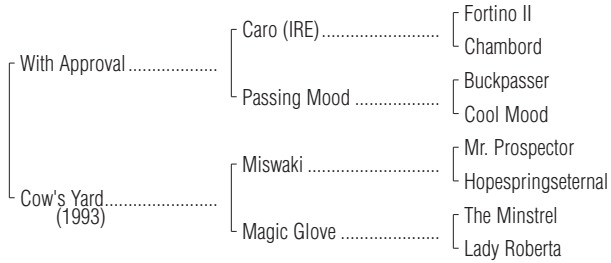 Fortino II
Caro (IRE)
Chambord
With Approval
Buckpasser
Passing Mood
Cool Mood
Mr. Prospector
Miswaki
Hopespringseternal
Cow's Yard
(1993)
The Minstrel
Magic Glove
Lady Roberta